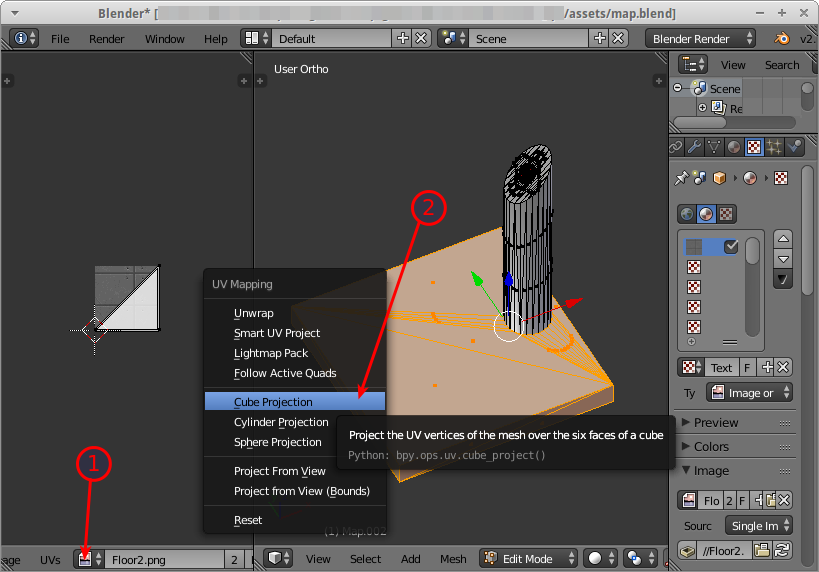 Blender* [ /assets/map.blend]
File Render Window Help Default Scene Blender Render v2.
User Ortho
View Search
Scene
Re
2
UV Mapping
Unwrap
Smart UV Project
Lightmap Pack
Follow Active Quads
Cube Projection
Cylinder Projection
Sphere Projection
Project From View
Project from View (Bounds)
Reset
Project the UV vertices of the mesh over the six faces of a cube
Python: bpy.ops.uv.cube_project()
(1) Map.002
1
Text F
Ty Image or
Preview
Colors
Image
Flo 2 F
Sourc Single Im
//Floor2.
age UVs Floor2.png 2
View Select Add Mesh Edit Mode